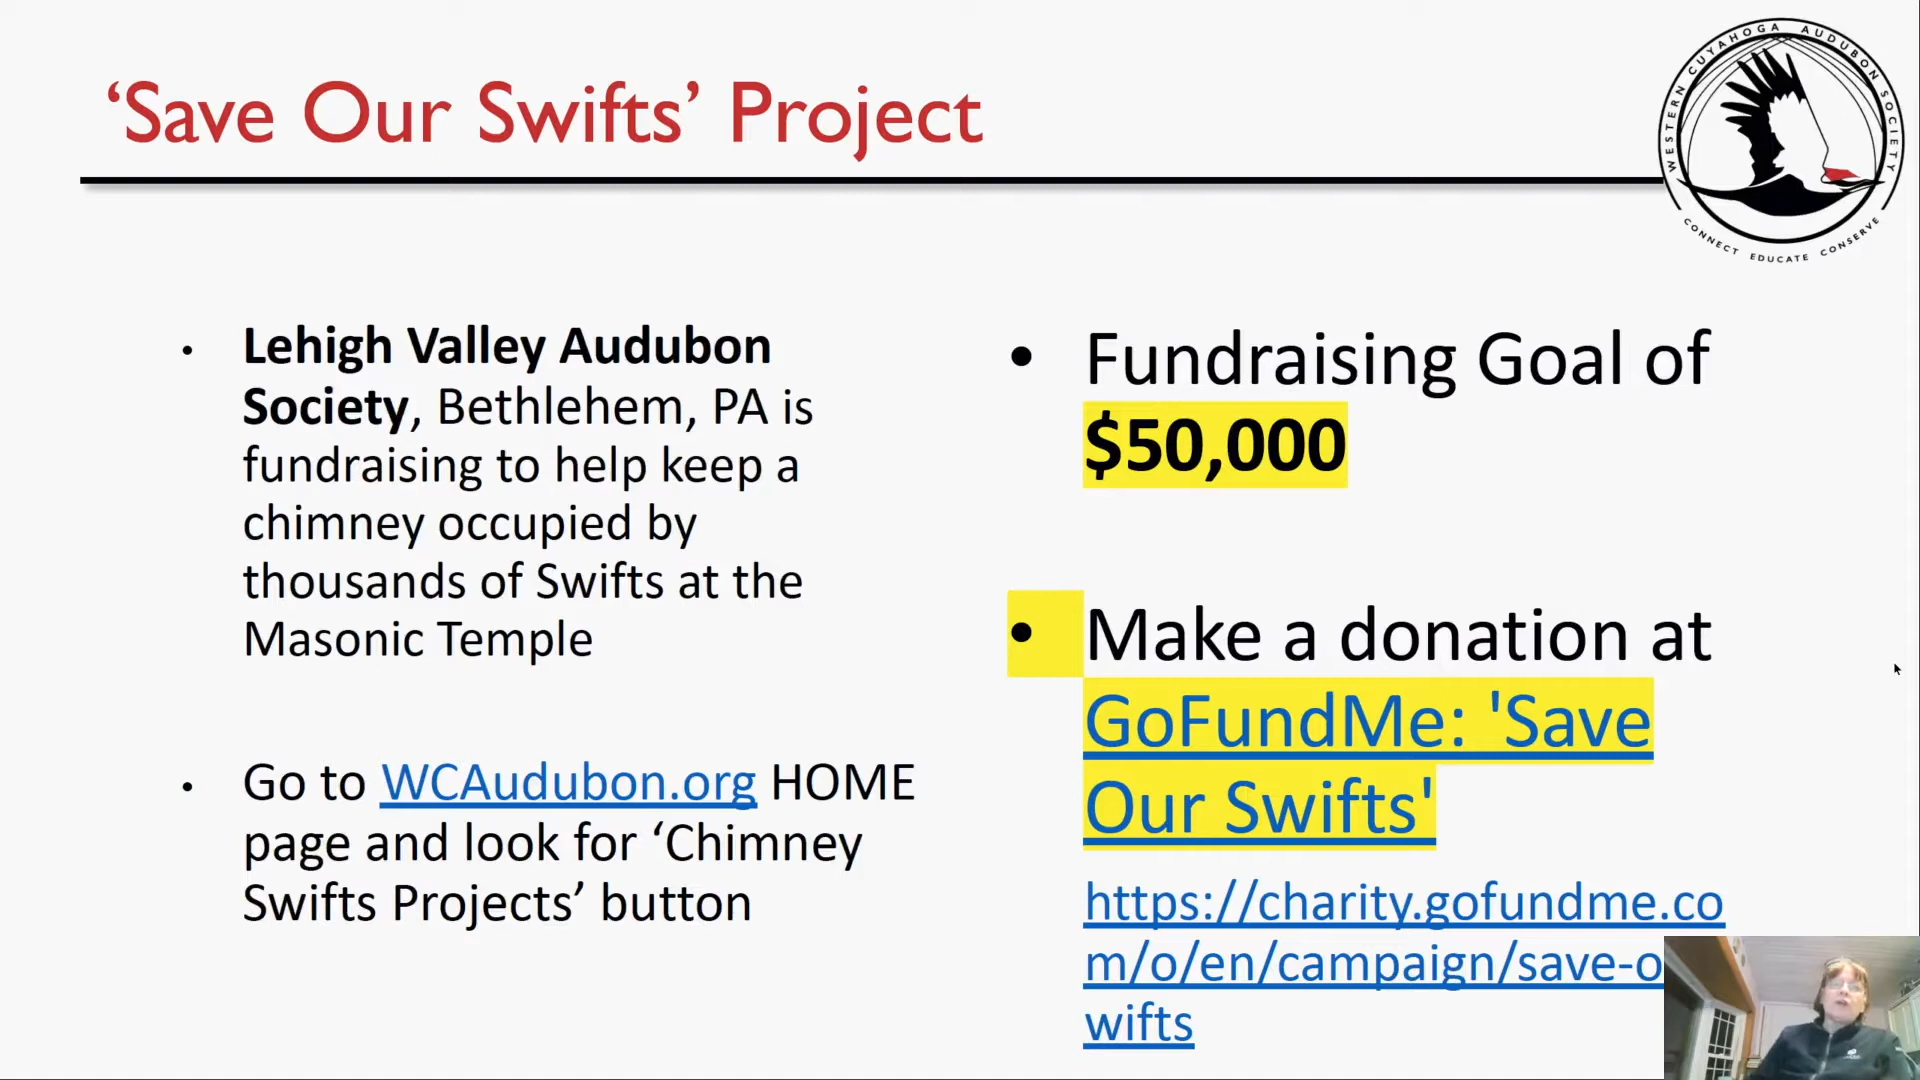 ‘Save Our Swifts’ Project
WESTERN CUYAHOGA AUDUBON SOCIETY
CONNECT EDUCATE CONSERVE
• Lehigh Valley Audubon
Society, Bethlehem, PA is
fundraising to help keep a
chimney occupied by
thousands of Swifts at the
Masonic Temple
• Go to WCAudubon.org HOME
page and look for ‘Chimney
Swifts Projects’ button
• Fundraising Goal of
$50,000
• Make a donation at
GoFundMe: 'Save
Our Swifts'
https://charity.gofundme.co
m/o/en/campaign/save-o
wifts